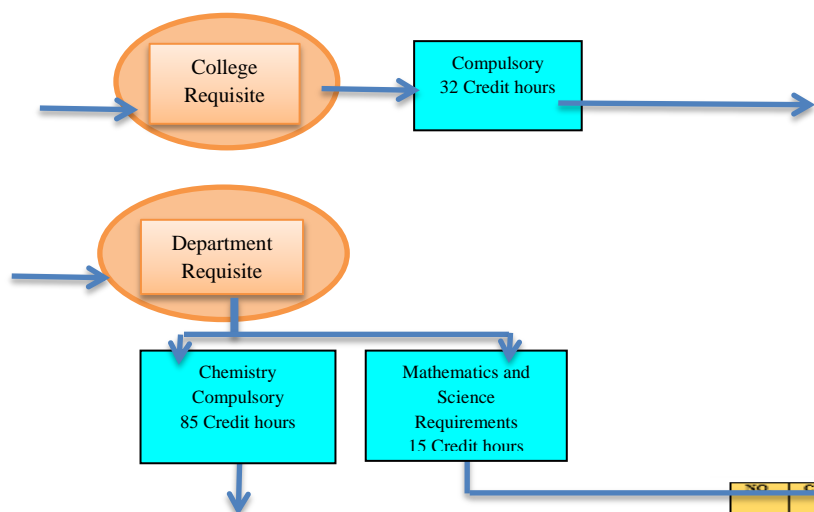 College
Requisite
Compulsory
32 Credit hours
Department
Requisite
Chemistry
Compulsory
85 Credit hours
Mathematics and
Science
Requirements
15 Credit hours
NO